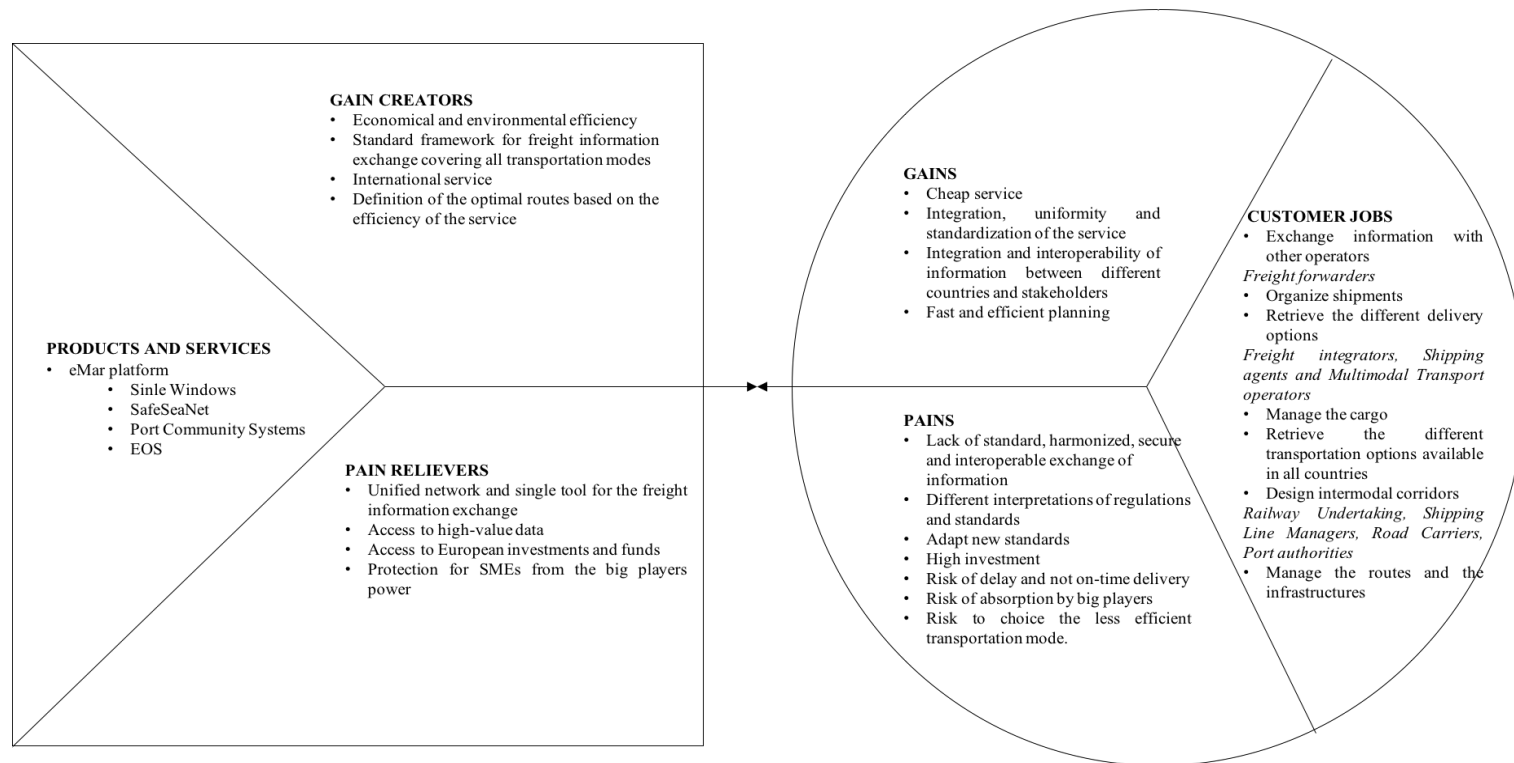 GAIN CREATORS
• Economical and environmental efficiency
• Standard framework for freight information
exchange covering all transportation modes
• International service
• Definition of the optimal routes based on the
efficiency of the service
PRODUCTS AND SERVICES
• eMar platform
• Sinle Windows
• SafeSeaNet
• Port Community Systems
• EOS
PAIN RELIEVERS
• Unified network and single tool for the freight
information exchange
• Access to high-value data
• Access to European investments and funds
• Protection for SMEs from the big players
power
GAINS
• Cheap service
• Integration, uniformity and
standardization of the service
• Integration and interoperability of
information between different
countries and stakeholders
• Fast and efficient planning
PAINS
• Lack of standard, harmonized, secure
and interoperable exchange of
information
• Different interpretations of regulations
and standards
• Adapt new standards
• High investment
• Risk of delay and not on-time delivery
• Risk of absorption by big players
• Risk to choice the less efficient
transportation mode.
CUSTOMER JOBS
• Exchange information with
other operators
Freight forwarders
• Organize shipments
• Retrieve the different delivery
options
Freight integrators, Shipping
agents and Multimodal Transport
operators
• Manage the cargo
• Retrieve the different
transportation options available
in all countries
• Design intermodal corridors
Railway Undertaking, Shipping
Line Managers, Road Carriers,
Port authorities
• Manage the routes and the
infrastructures